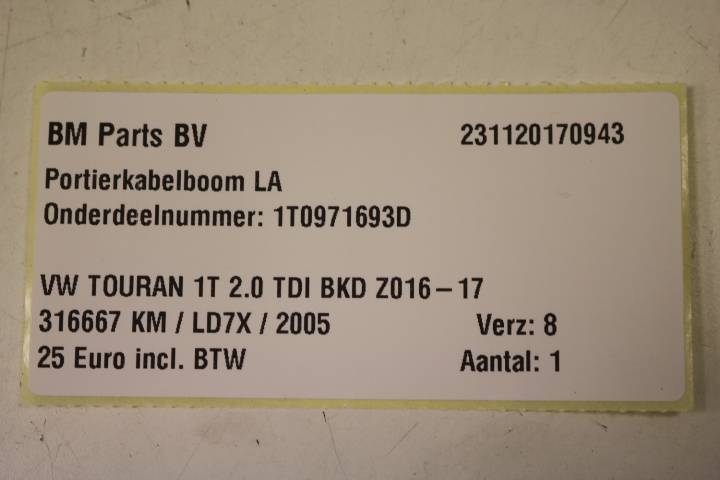 BM Parts BV 231120170943
Portierkabelboom LA
Onderdeelnummer: 1T0971693D
VW TOURAN 1T 2.0 TDI BKD Z016-17
316667 KM / LD7X / 2005 Verz: 8
25 Euro incl. BTW Aantal: 1